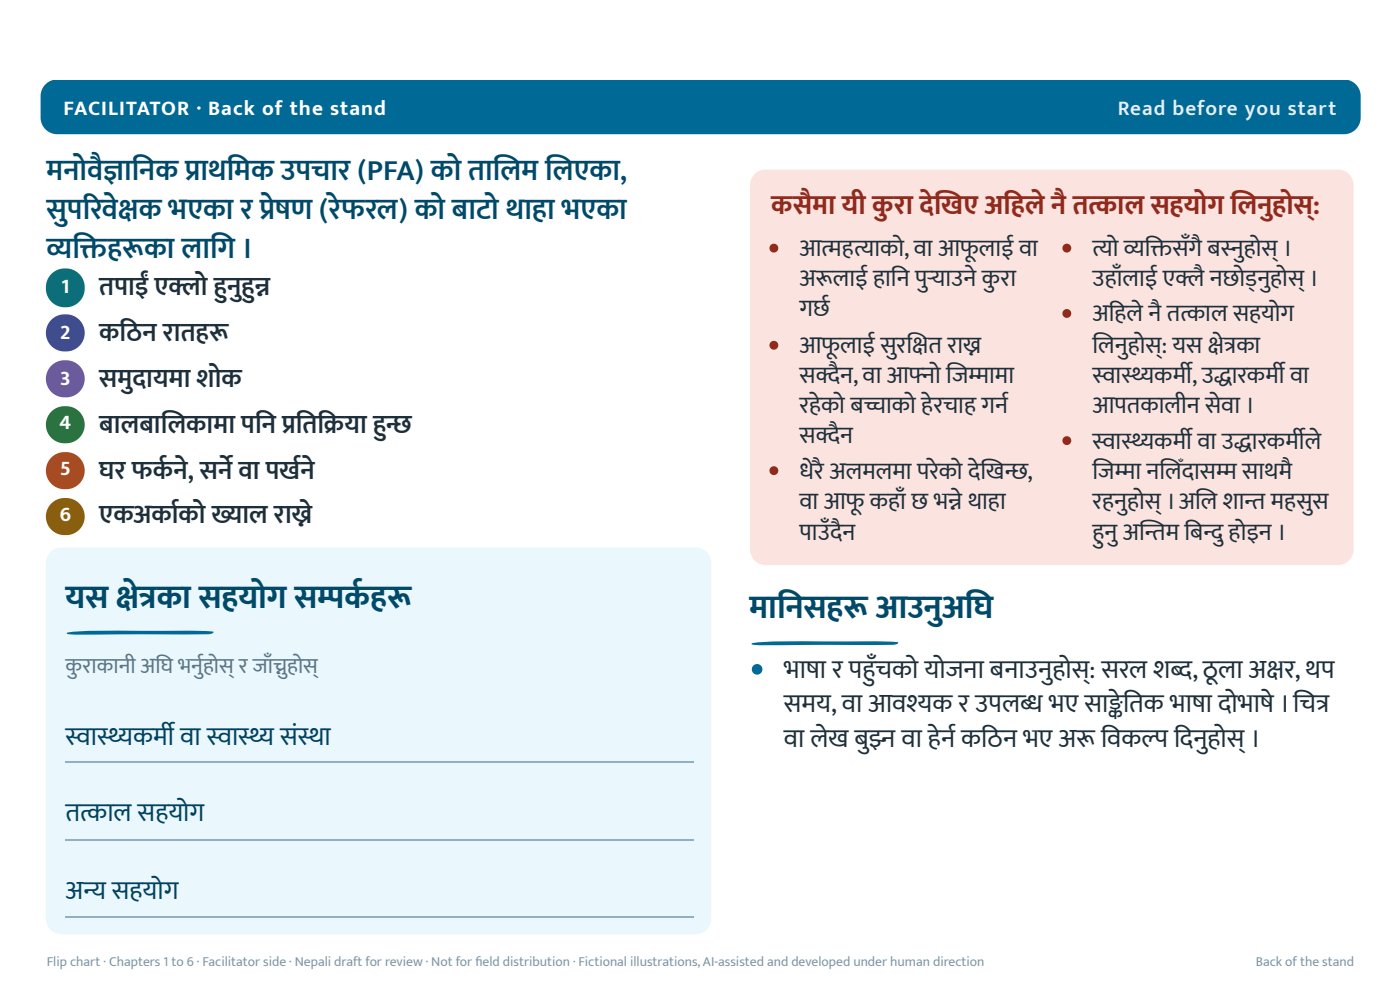 FACILITATOR · Back of the stand
Read before you start
मनोवैज्ञानिक प्राथमिक उपचार (PFA) को तालिम लिएका,
सुपरिवेक्षक भएका र प्रेषण (रेफरल) को बाटो थाहा भएका
व्यक्तिहरूका लागि ।
1 तपाईं एक्लो हुनुहुन्न
2 कठिन रातहरू
3 समुदायमा शोक
4 बालबालिकामा पनि प्रतिक्रिया हुन्छ
5 घर फर्कने, सर्ने वा पर्खने
6 एकअर्काको ख्याल राख्ने
यस क्षेत्रका सहयोग सम्पर्कहरू
कुराकानी अघि भर्नुहोस् र जाँच्नुहोस्
स्वास्थ्यकर्मी वा स्वास्थ्य संस्था
तत्काल सहयोग
अन्य सहयोग
कसैमा यी कुरा देखिए अहिले नै तत्काल सहयोग लिनुहोस्:
• आत्महत्याको, वा आफूलाई वा
अरूलाई हानि पुर्‍याउने कुरा
गर्छ
• आफूलाई सुरक्षित राख्न
सक्दैन, वा आफ्नो जिम्मामा
रहेको बच्चाको हेरचाह गर्न
सक्दैन
• धेरै अलमलमा परेको देखिन्छ,
वा आफू कहाँ छ भन्ने थाहा
पाउँदैन
• त्यो व्यक्तिसँगै बस्नुहोस् ।
उहाँलाई एक्लै नछोड्नुहोस् ।
• अहिले नै तत्काल सहयोग
लिनुहोस्: यस क्षेत्रका
स्वास्थ्यकर्मी, उद्धारकर्मी वा
आपतकालीन सेवा ।
• स्वास्थ्यकर्मी वा उद्धारकर्मीले
जिम्मा नलिँदासम्म साथमै
रहनुहोस् । अलि शान्त महसुस
हुनु अन्तिम बिन्दु होइन ।
मानिसहरू आउनुअघि
• भाषा र पहुँचको योजना बनाउनुहोस्: सरल शब्द, ठूला अक्षर, थप
समय, वा आवश्यक र उपलब्ध भए साङ्केतिक भाषा दोभाषे । चित्र
वा लेख बुझ्न वा हेर्न कठिन भए अरू विकल्प दिनुहोस् ।
Flip chart · Chapters 1 to 6 · Facilitator side · Nepali draft for review · Not for field distribution · Fictional illustrations, AI-assisted and developed under human direction
Back of the stand